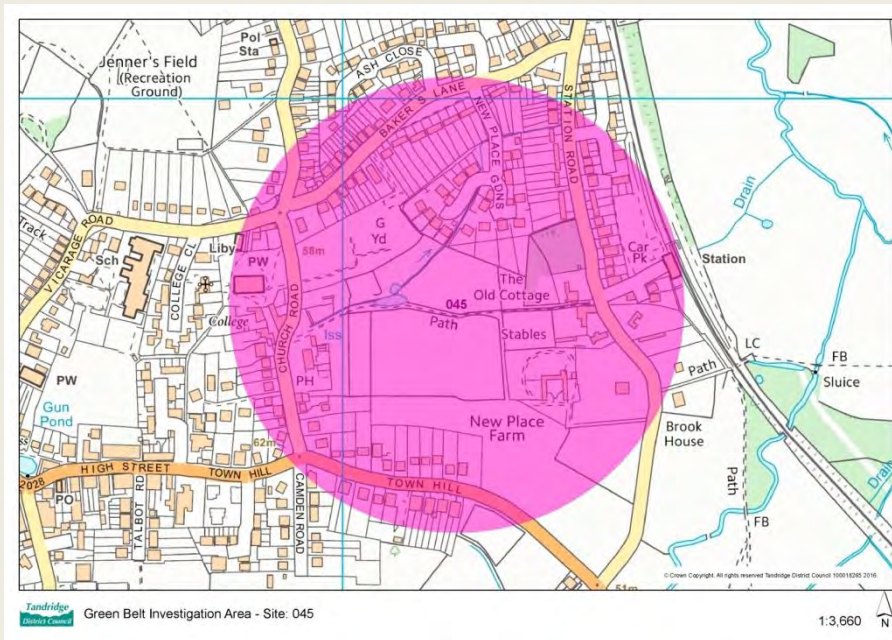 Pol
Sta
Jenner's Field
(Recreation
Ground)
ASH CLOSE
BAKER'S LANE
NEW PLACE GDNS
STATION ROAD
Drain
Track
VICARAGE ROAD
Sch
COLLEGE CL
Liby
PW
58m
G
Yd
Car
Pk
Station
The
Old Cottage
045
Path
College
Iss
CHURCH ROAD
Stables
PH
LC
FB
Sluice
Path
PW
Gun
Pond
62m
New Place
Farm
Brook
House
HIGH STREET
TOWN HILL
TOWN HILL
2028
PO
TALBOT RD
CAMDEN ROAD
Path
FB
Drain
51m
© Crown Copyright. All rights reserved Tandridge District Council 100018265 2016.
Tandridge
District Council
Green Belt Investigation Area - Site: 045
1:3,660
N